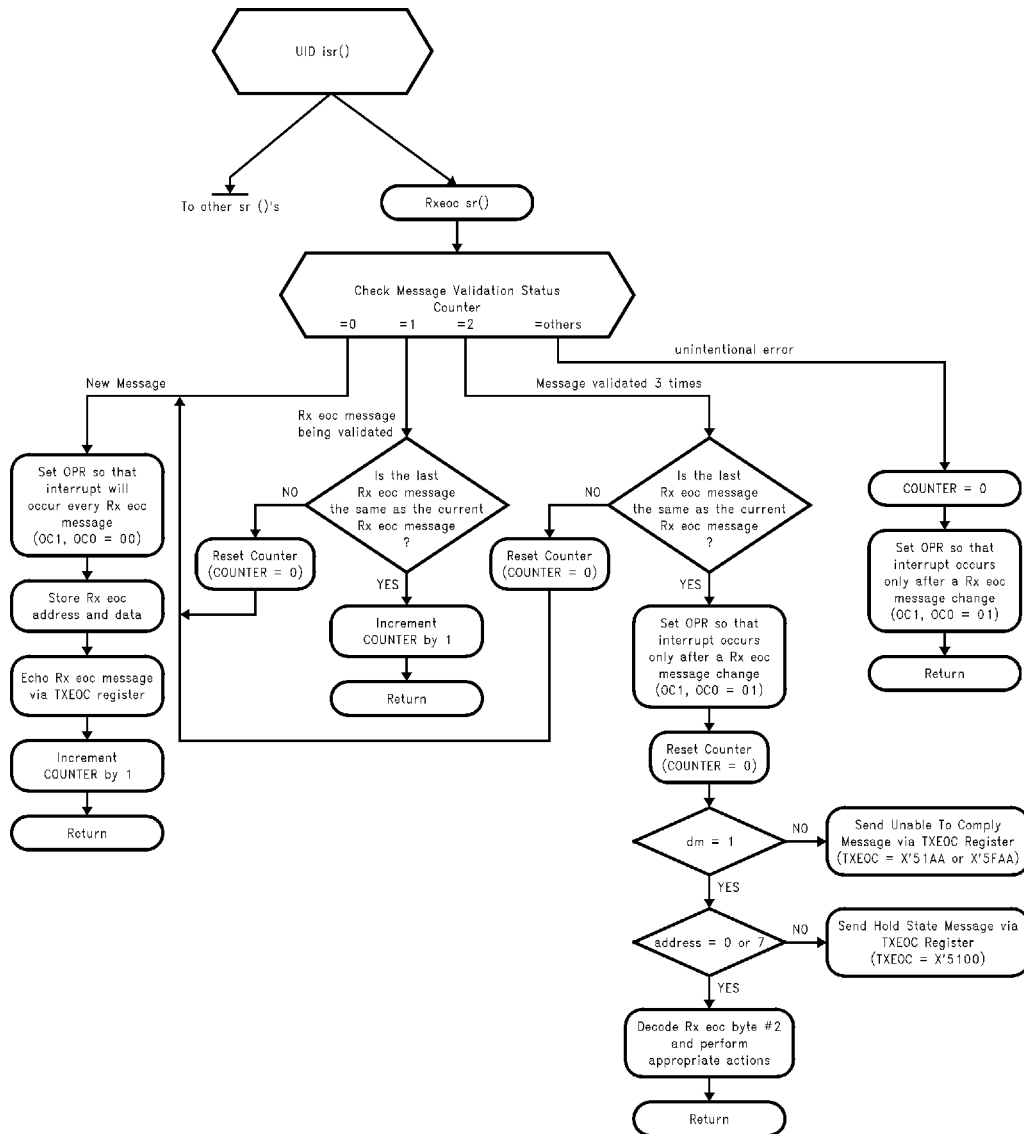 UID isr()
To other sr ()'s
Rxeoc sr()
Check Message Validation Status
Counter
=0 =1 =2 =others
unintentional error
New Message
Message validated 3 times
Rx eoc message
being validated
Set OPR so that
interrupt will
occur every Rx eoc
message
(OC1, OC0 = 00)
Store Rx eoc
address and data
Echo Rx eoc message
via TXEOC register
Increment
COUNTER by 1
Return
Is the last
Rx eoc message
the same as the current
Rx eoc message
?
NO
Reset Counter
(COUNTER = 0)
YES
Increment
COUNTER by 1
Return
Is the last
Rx eoc message
the same as the current
Rx eoc message
?
NO
Reset Counter
(COUNTER = 0)
YES
Set OPR so that
interrupt occurs
only after a Rx eoc
message change
(OC1, OC0 = 01)
Reset Counter
(COUNTER = 0)
dm = 1
NO
Send Unable To Comply
Message via TXEOC Register
(TXEOC = X'51AA or X'5FAA)
YES
address = 0 or 7
NO
Send Hold State Message via
TXEOC Register
(TXEOC = X'5100)
YES
Decode Rx eoc byte #2
and perform
appropriate actions
Return
COUNTER = 0
Set OPR so that
interrupt occurs
only after a Rx eoc
message change
(OC1, OC0 = 01)
Return